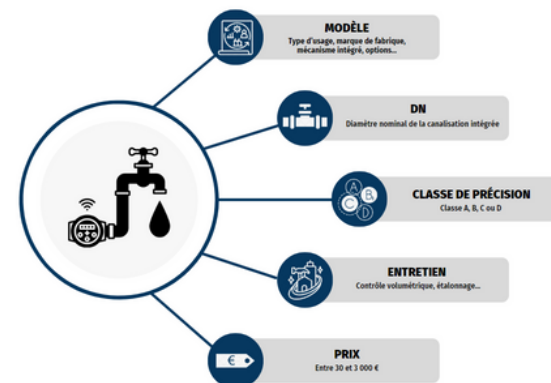 MODÈLE
Type d'usage, marque de fabrique,
mécanisme intégré, options...
DN
Diamètre nominal de la canalisation intégrée
A
B
C
D
CLASSE DE PRÉCISION
Classe A, B, C ou D
ENTRETIEN
Contrôle volumétrique, étalonnage...
€
PRIX
Entre 30 et 3 000 €